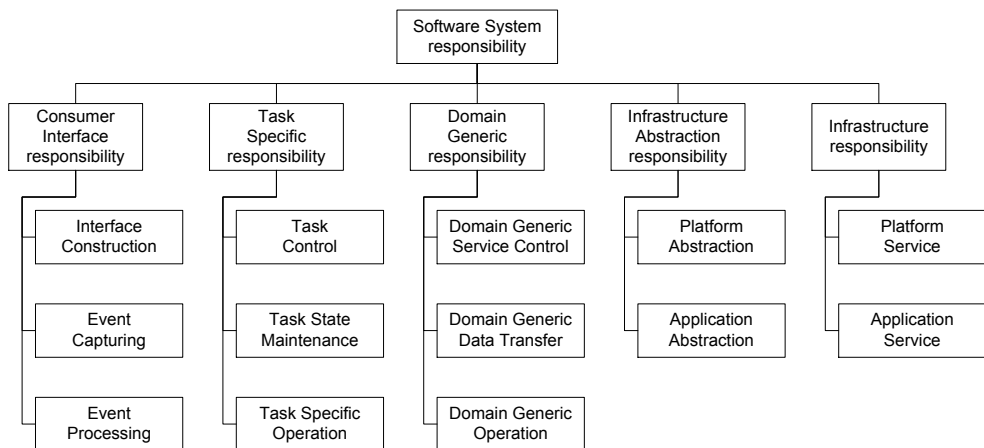 Software System
responsibility
Consumer
Interface
responsibility
Task
Specific
responsibility
Domain
Generic
responsibility
Infrastructure
Abstraction
responsibility
Infrastructure
responsibility
Interface
Construction
Task
Control
Domain Generic
Service Control
Platform
Abstraction
Platform
Service
Event
Capturing
Task State
Maintenance
Domain Generic
Data Transfer
Application
Abstraction
Application
Service
Event
Processing
Task Specific
Operation
Domain Generic
Operation